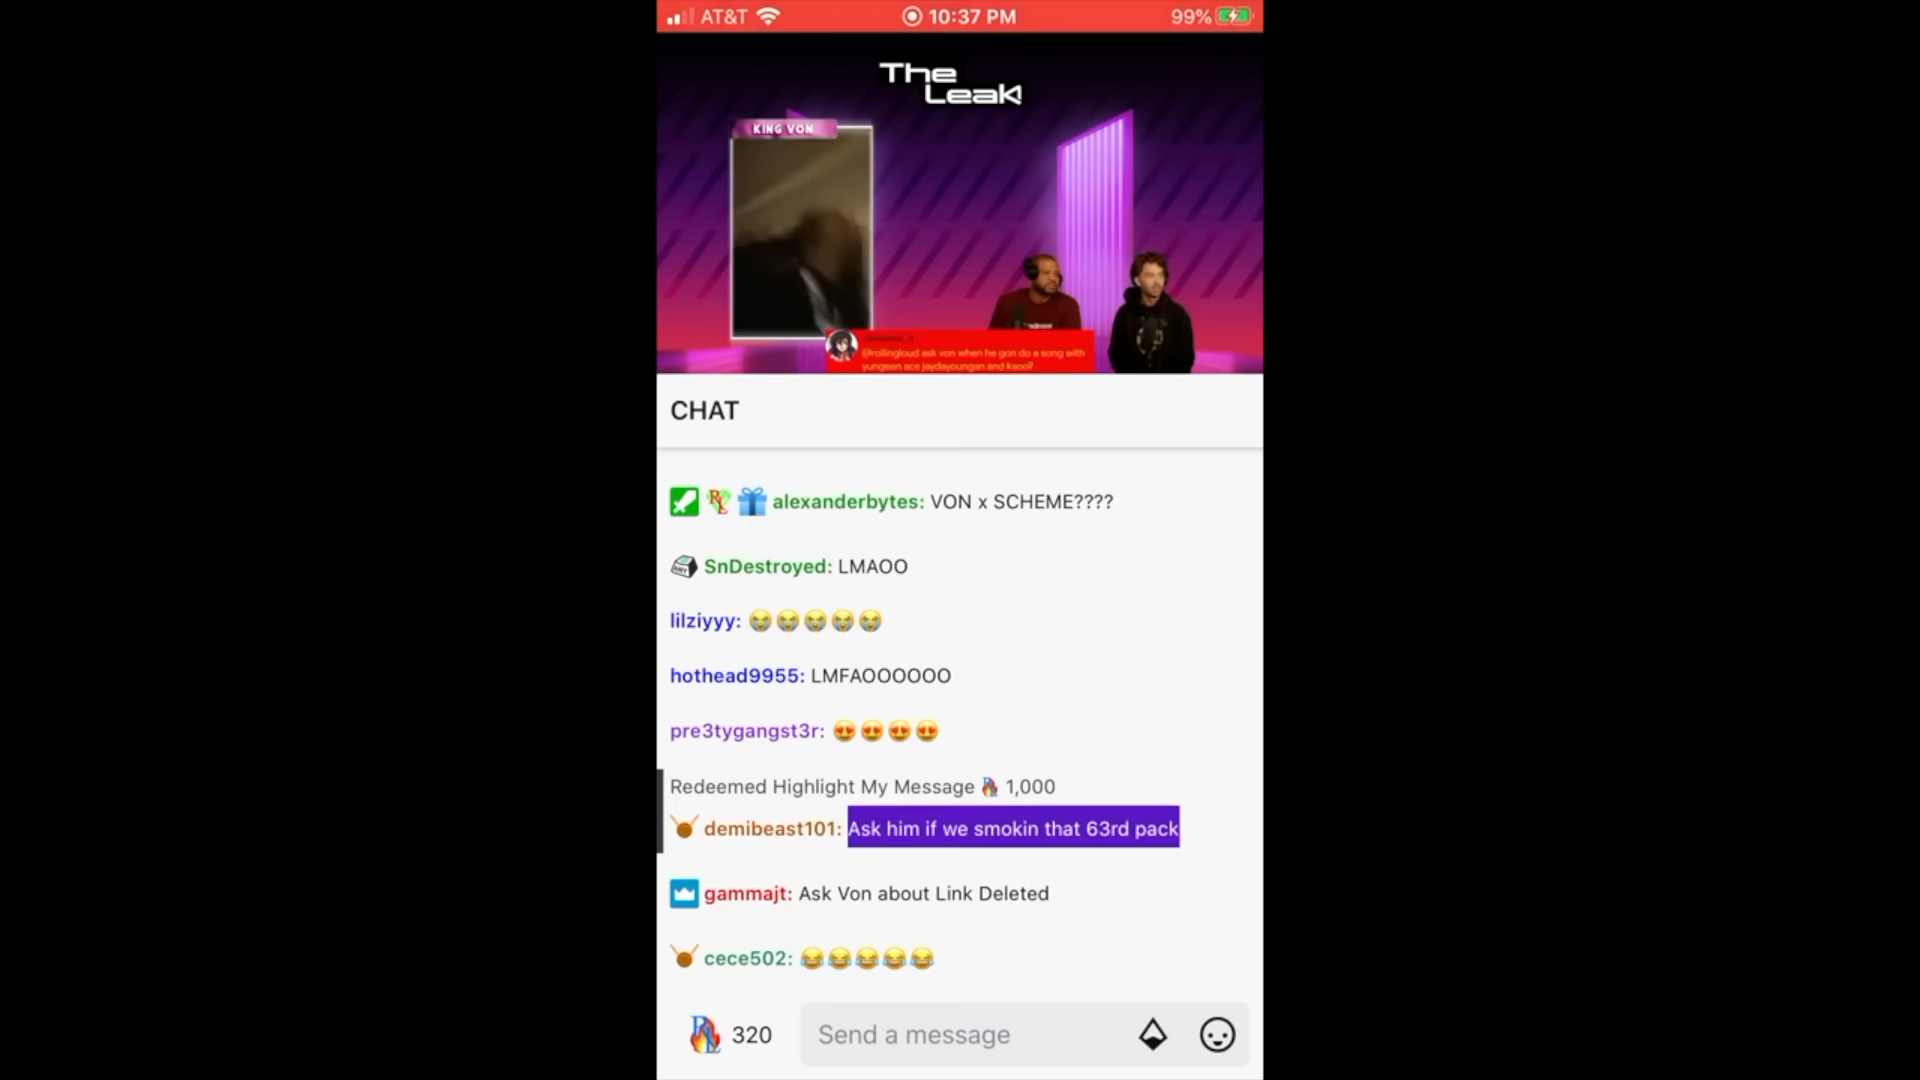 AT&T
10:37 PM
99%
The
Leak
KING VON
@rollingloud ask von when he gon do a song with
yungeen ace jaydayoungan and ksoo?
CHAT
alexanderbytes: VON x SCHEME????
SnDestroyed: LMAOO
lilziyyy: 😭😭😭😭😭
hothead9955: LMFAOOOOOO
pre3tygangst3r: 😍😍😍😍
Redeemed Highlight My Message 1,000
demibeast101: Ask him if we smokin that 63rd pack
gammajt: Ask Von about Link Deleted
cece502: 😂😂😂😂😂
320
Send a message